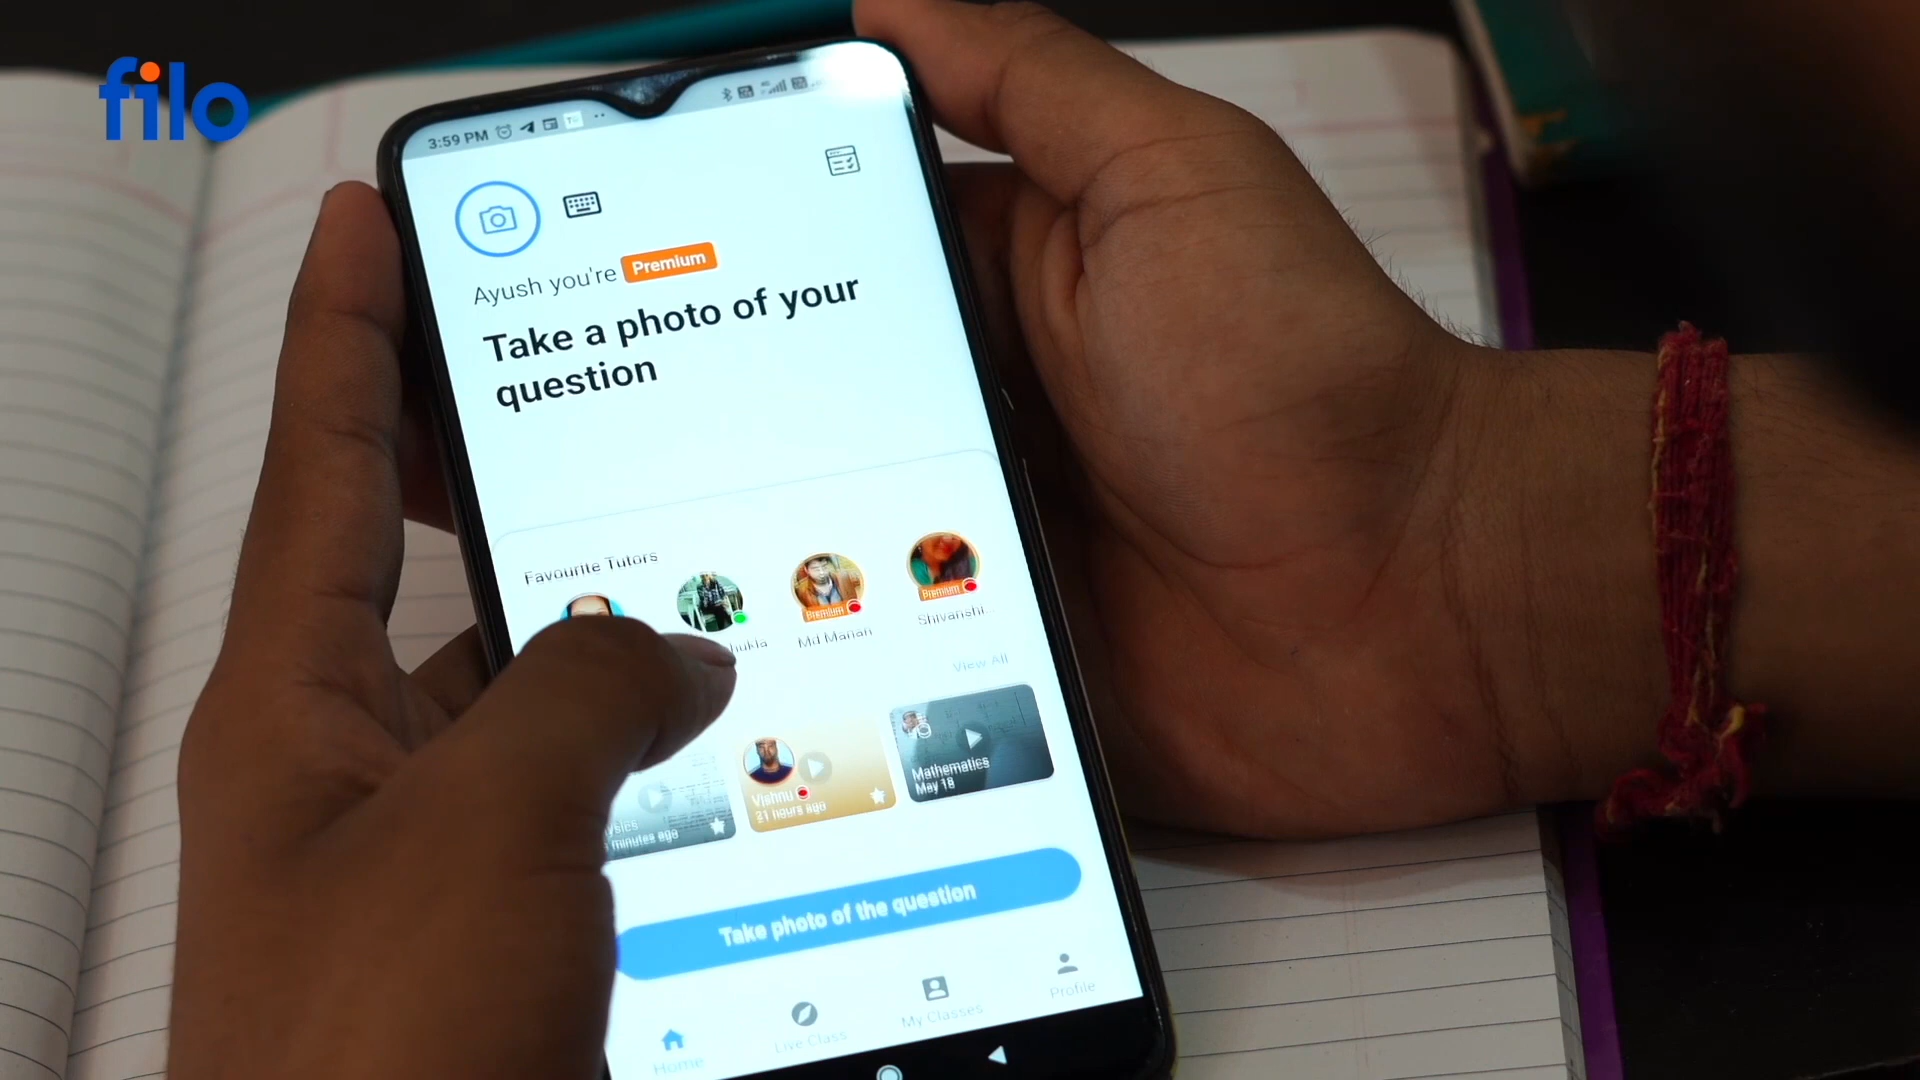 filo
3:59 PM
Ayush you're Premium
Take a photo of your
question
Favourite Tutors
Premium
Premium
Md Manan
Shivanshi...
View All
Vishnu
21 hours ago
Mathematics
May 18
minutes ago
Take photo of the question
Home
Live Class
My Classes
Profile